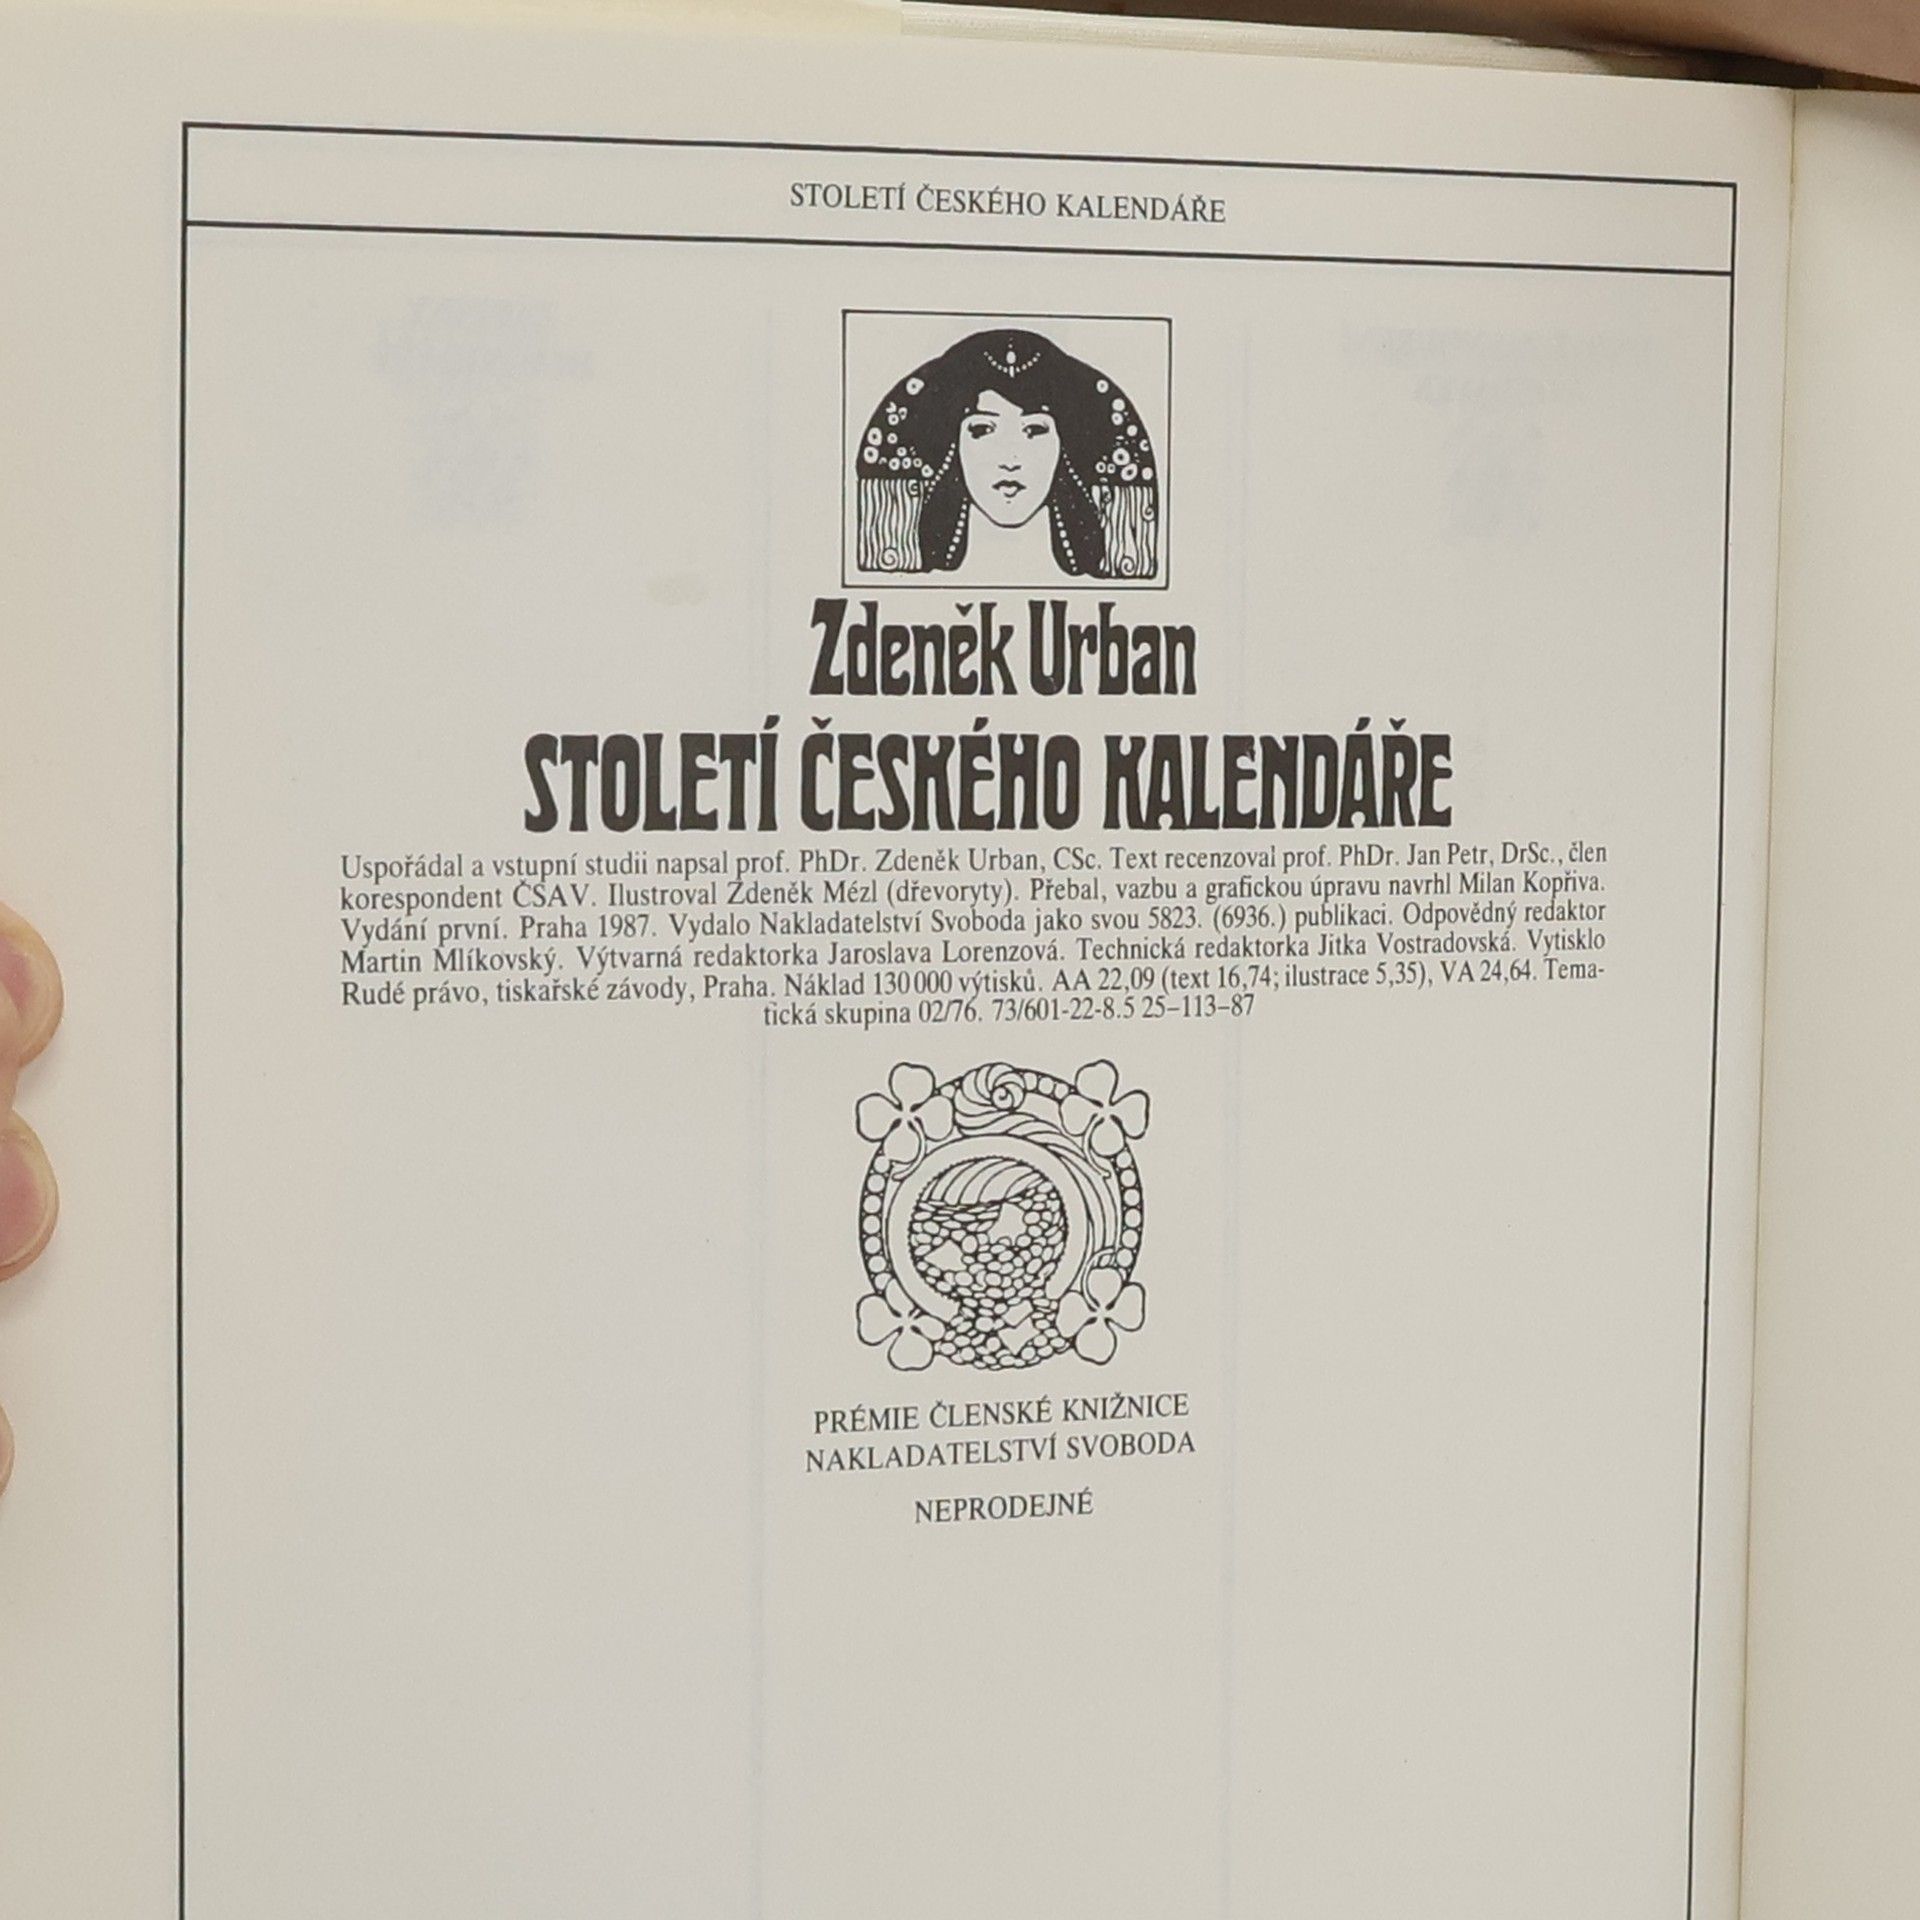 STOLETÍ ČESKÉHO KALENDÁŘE
Zdeněk Urban
STOLETÍ ČESKÉHO KALENDÁŘE
Uspořádal a vstupní studii napsal prof. PhDr. Zdeněk Urban, CSc. Text recenzoval prof. PhDr. Jan Petr, DrSc., člen
korespondent ČSAV. Ilustroval Zdeněk Mézl (dřevoryty). Přebal, vazbu a grafickou úpravu navrhl Milan Kopřiva.
Vydání první. Praha 1987. Vydalo Nakladatelství Svoboda jako svou 5823. (6936.) publikaci. Odpovědný redaktor
Martin Mlíkovský. Výtvarná redaktorka Jaroslava Lorenzová. Technická redaktorka Jitka Vostradovská. Vytisklo
Rudé právo, tiskařské závody, Praha. Náklad 130 000 výtisků. AA 22,09 (text 16,74; ilustrace 5,35), VA 24,64. Tema-
tická skupina 02/76. 73/601-22-8.5 25–113–87
PRÉMIE ČLENSKÉ KNIŽNICE
NAKLADATELSTVÍ SVOBODA
NEPRODEJNÉ